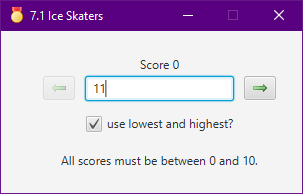 7.1 Ice Skaters
Score 0
11
use lowest and highest?
All scores must be between 0 and 10.